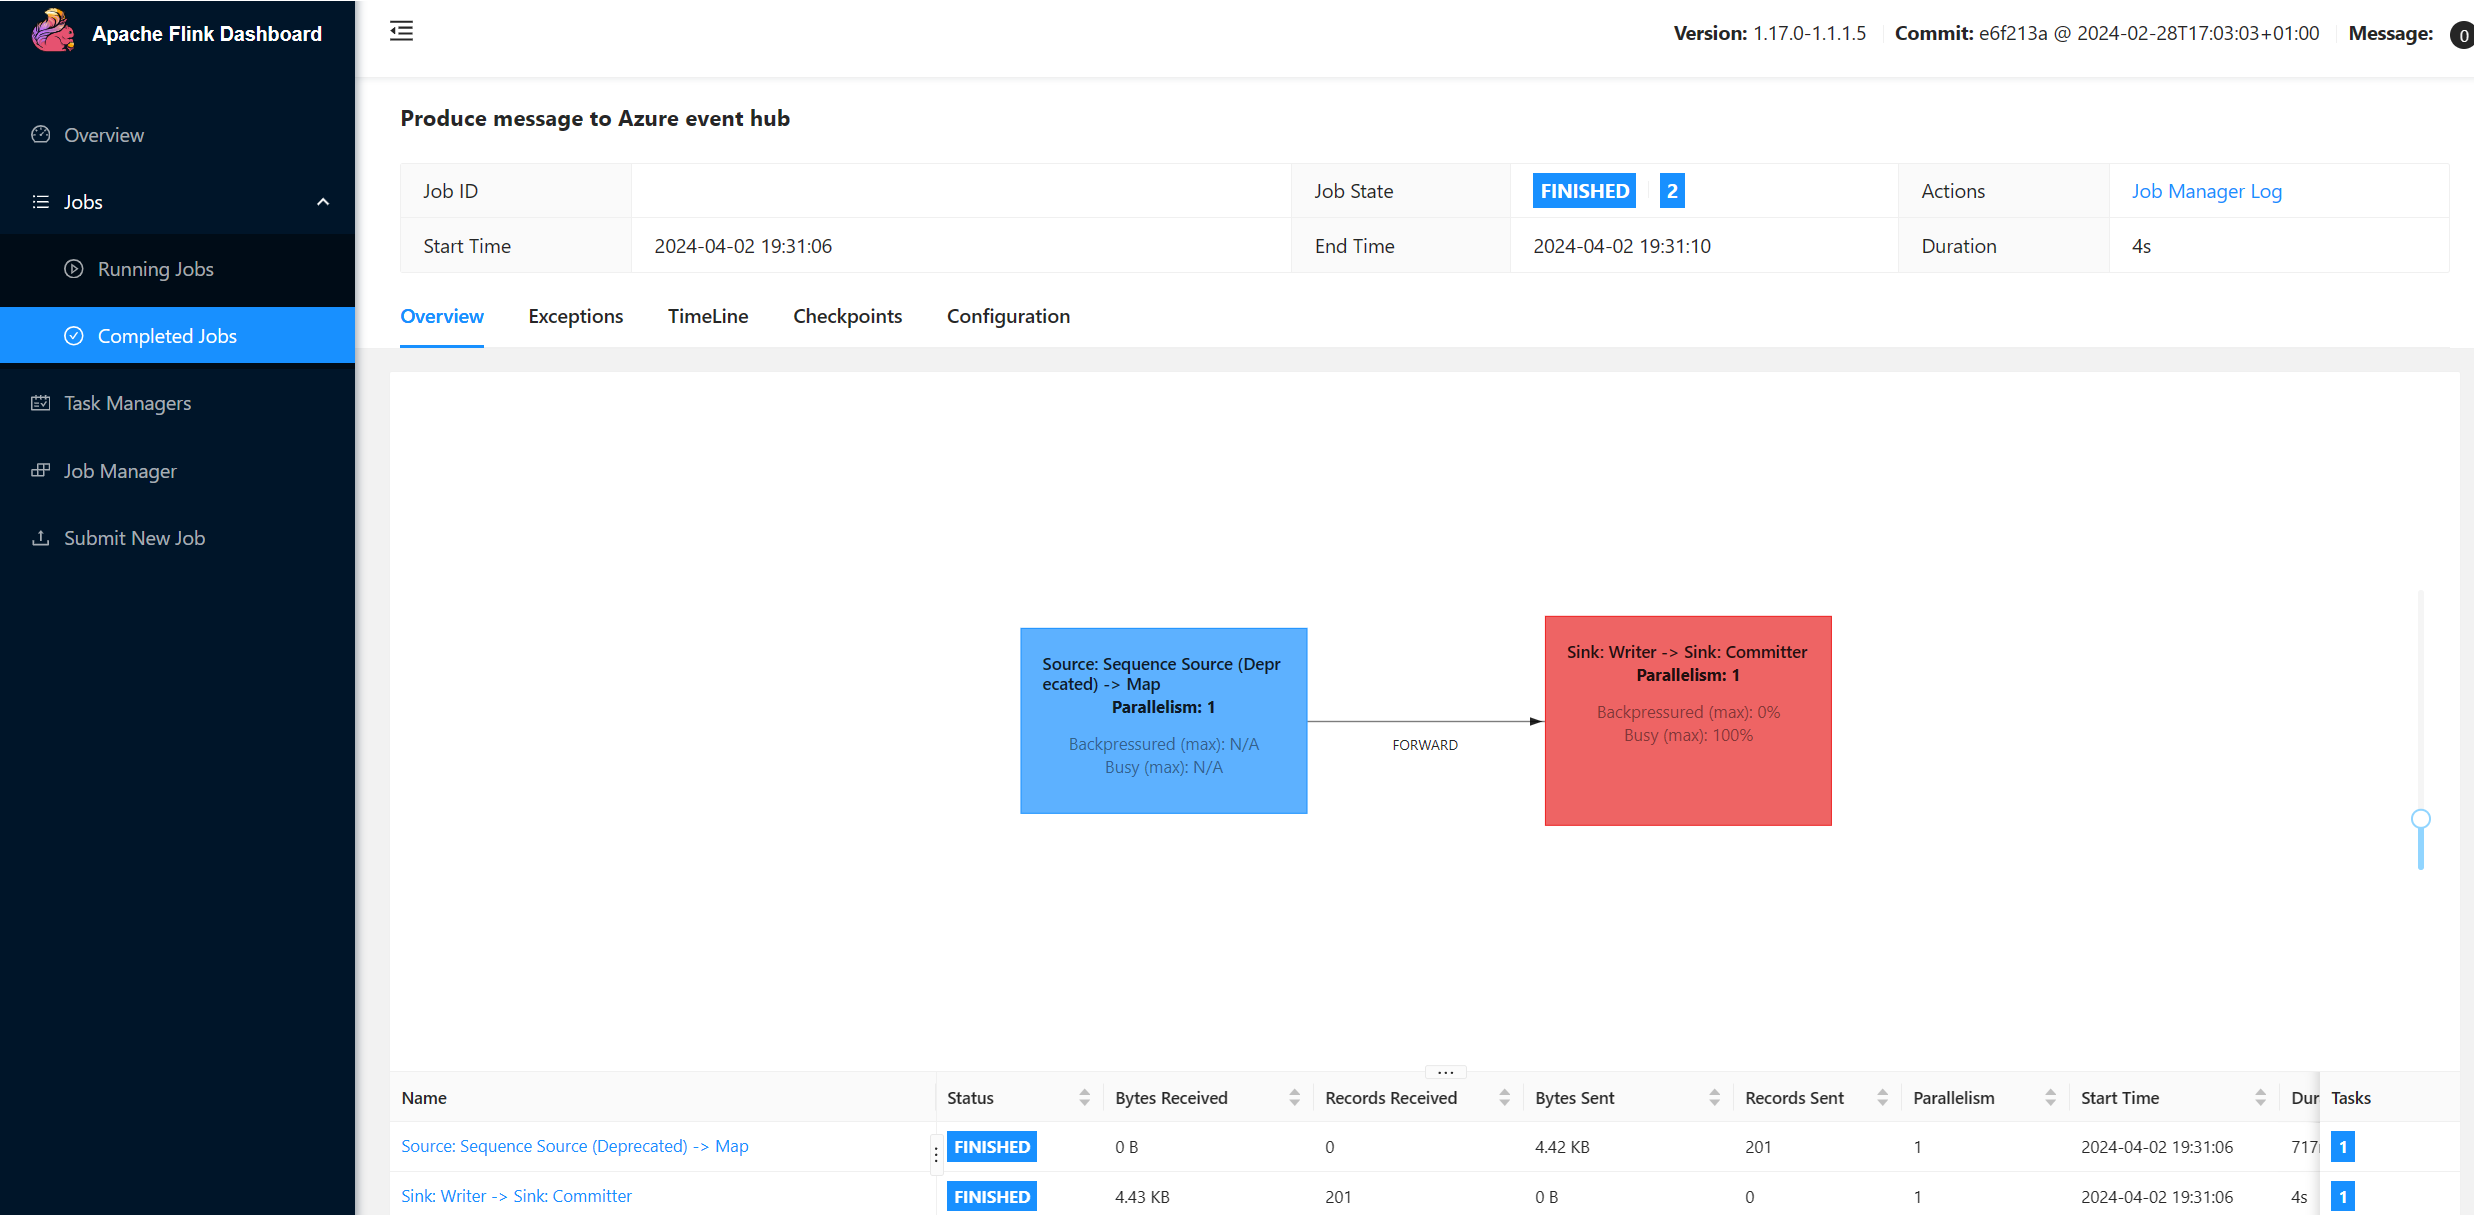 Apache Flink Dashboard
Version: 1.17.0-1.1.1.5 Commit: e6f213a @ 2024-02-28T17:03:03+01:00 Message: 0
Overview
Jobs
Running Jobs
Completed Jobs
Task Managers
Job Manager
Submit New Job
Produce message to Azure event hub
Job ID Job State FINISHED 2 Actions Job Manager Log
Start Time 2024-04-02 19:31:06 End Time 2024-04-02 19:31:10 Duration 4s
Overview Exceptions TimeLine Checkpoints Configuration
Source: Sequence Source (Depr
ecated) -> Map
Parallelism: 1
Backpressured (max): N/A
Busy (max): N/A
FORWARD
Sink: Writer -> Sink: Committer
Parallelism: 1
Backpressured (max): 0%
Busy (max): 100%
Name Status Bytes Received Records Received Bytes Sent Records Sent Parallelism Start Time Dur Tasks
Source: Sequence Source (Deprecated) -> Map FINISHED 0 B 0 4.42 KB 201 1 2024-04-02 19:31:06 717 1
Sink: Writer -> Sink: Committer FINISHED 4.43 KB 201 0 B 0 1 2024-04-02 19:31:06 4s 1